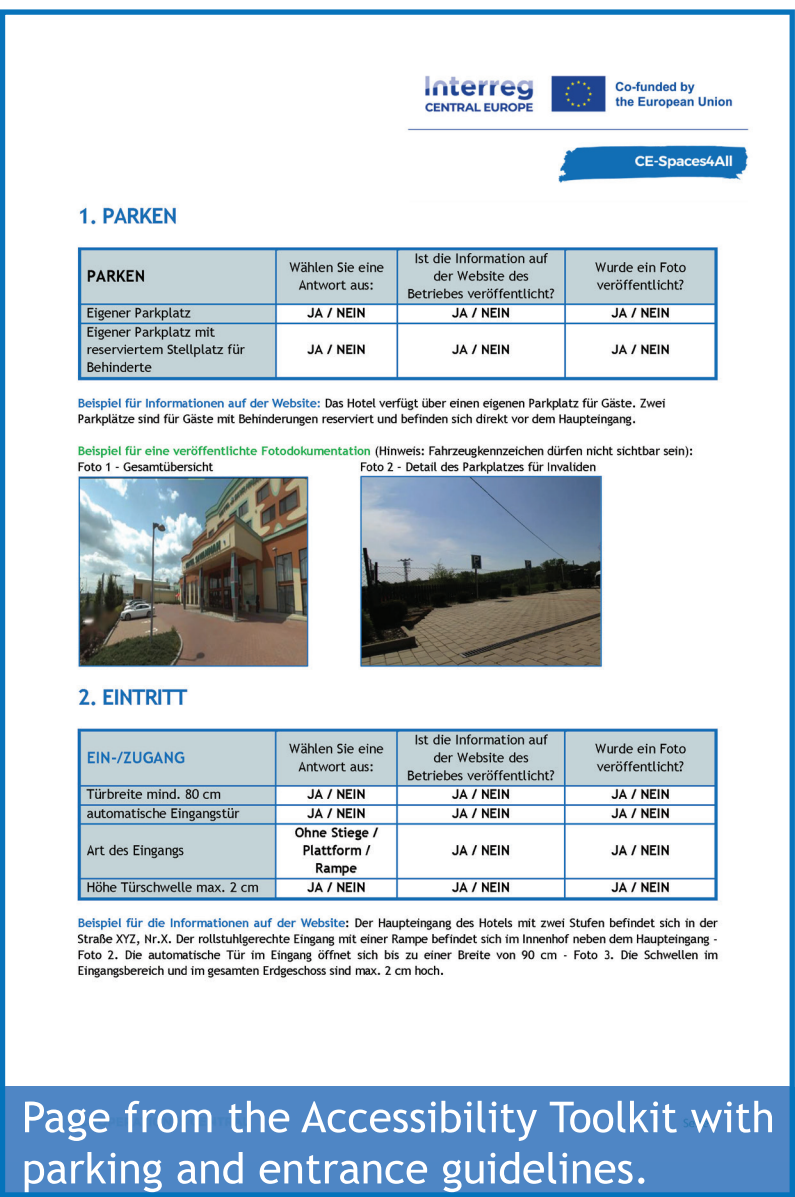 Interreg
CENTRAL EUROPE
Co-funded by
the European Union
CE-Spaces4All
1. PARKEN
PARKEN
Wählen Sie eine
Antwort aus:
Ist die Information auf
der Website des
Betriebes veröffentlicht?
Wurde ein Foto
veröffentlicht?
Eigener Parkplatz
JA / NEIN
JA / NEIN
JA / NEIN
Eigener Parkplatz mit
reserviertem Stellplatz für
Behinderte
JA / NEIN
JA / NEIN
JA / NEIN
Beispiel für Informationen auf der Website: Das Hotel verfügt über einen eigenen Parkplatz für Gäste. Zwei
Parkplätze sind für Gäste mit Behinderungen reserviert und befinden sich direkt vor dem Haupteingang.
Beispiel für eine veröffentlichte Fotodokumentation (Hinweis: Fahrzeugkennzeichen dürfen nicht sichtbar sein):
Foto 1 - Gesamtübersicht
Foto 2 - Detail des Parkplatzes für Invaliden
2. EINTRITT
EIN-/ZUGANG
Wählen Sie eine
Antwort aus:
Ist die Information auf
der Website des
Betriebes veröffentlicht?
Wurde ein Foto
veröffentlicht?
Türbreite mind. 80 cm
JA / NEIN
JA / NEIN
JA / NEIN
automatische Eingangstür
JA / NEIN
JA / NEIN
JA / NEIN
Art des Eingangs
Ohne Stiege /
Plattform /
Rampe
JA / NEIN
JA / NEIN
Höhe Türschwelle max. 2 cm
JA / NEIN
JA / NEIN
JA / NEIN
Beispiel für die Informationen auf der Website: Der Haupteingang des Hotels mit zwei Stufen befindet sich in der
Straße XYZ, Nr.X. Der rollstuhlgerechte Eingang mit einer Rampe befindet sich im Innenhof neben dem Haupteingang -
Foto 2. Die automatische Tür im Eingang öffnet sich bis zu einer Breite von 90 cm - Foto 3. Die Schwellen im
Eingangsbereich und im gesamten Erdgeschoss sind max. 2 cm hoch.
Page from the Accessibility Toolkit with
parking and entrance guidelines.